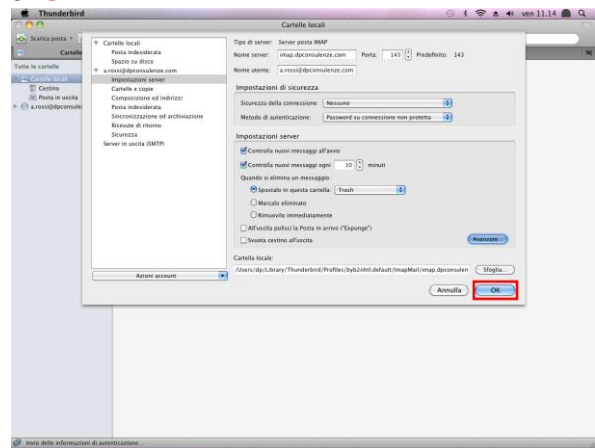 Thunderbird
ven 11.14
Cartelle locali
Scarica posta
Cartelle
Tutte le cartelle
Cartelle locali
Cestino
Posta in uscita
a.rossi@dpconsule
Cartelle locali
Posta indesiderata
Spazio su disco
a.rossi@dpconsulenze.com
Impostazioni server
Cartelle e copie
Composizione ed indirizzi
Posta indesiderata
Sincronizzazione ed archiviazione
Ricevute di ritorno
Sicurezza
Server in uscita (SMTP)
Azioni account
Tipo di server: Server posta IMAP
Nome server: imap.dpconsulenze.com Porta: 143 Predefinito: 143
Nome utente: a.rossi@dpconsulenze.com
Impostazioni di sicurezza
Sicurezza della connessione: Nessuna
Metodo di autenticazione: Password su connessione non protetta
Impostazioni server
Controlla nuovi messaggi all'avvio
Controlla nuovi messaggi ogni 10 minuti
Quando si elimina un messaggio:
Spostalo in questa cartella: Trash
Marcalo eliminato
Rimuovilo immediatamente
All'uscita pulisci la Posta in arrivo ("Expunge")
Svuota cestino all'uscita
Avanzate...
Cartella locale:
/Users/dp/Library/Thunderbird/Profiles/byb2nhtl.default/ImapMail/imap.dpconsulen Sfoglia...
Annulla OK
Invio delle informazioni di autenticazione...